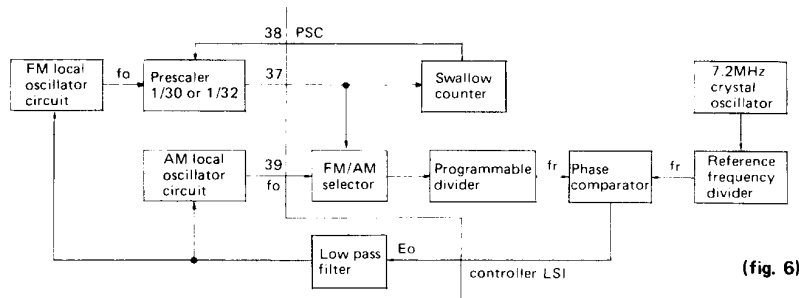 38 PSC
FM local
oscillator
circuit
fo
Prescaler
1/30 or 1/32
37
Swallow
counter
7.2MHz
crystal
oscillator
AM local
oscillator
circuit
39
fo
FM/AM
selector
Programmable
divider
fr
Phase
comparator
fr
Reference
frequency
divider
Low pass
filter
Eo
controller LSI
(fig. 6)